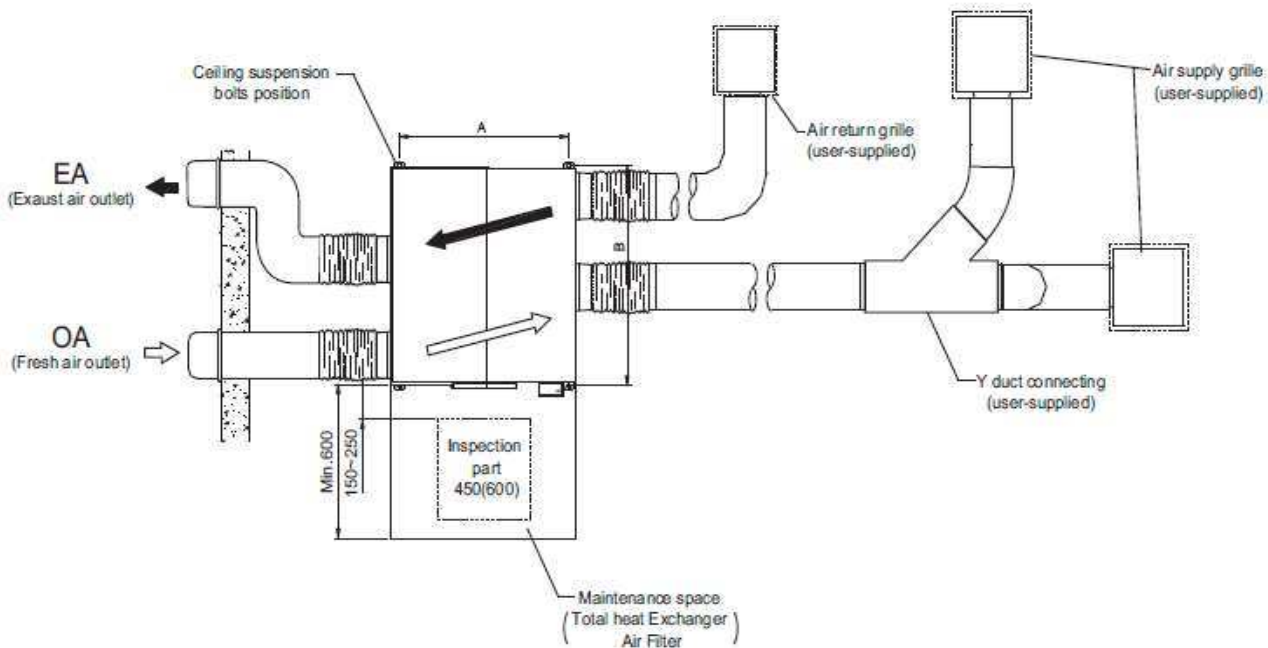 Ceiling suspension
bolts position
A
Air supply grille
(user-supplied)
Air return grille
(user-supplied)
EA
(Exaust air outlet)
B
OA
(Fresh air outlet)
Y duct connecting
(user-supplied)
Min.600
150~250
Inspection
part
450(600)
Maintenance space
(Total heat Exchanger
Air Filter)